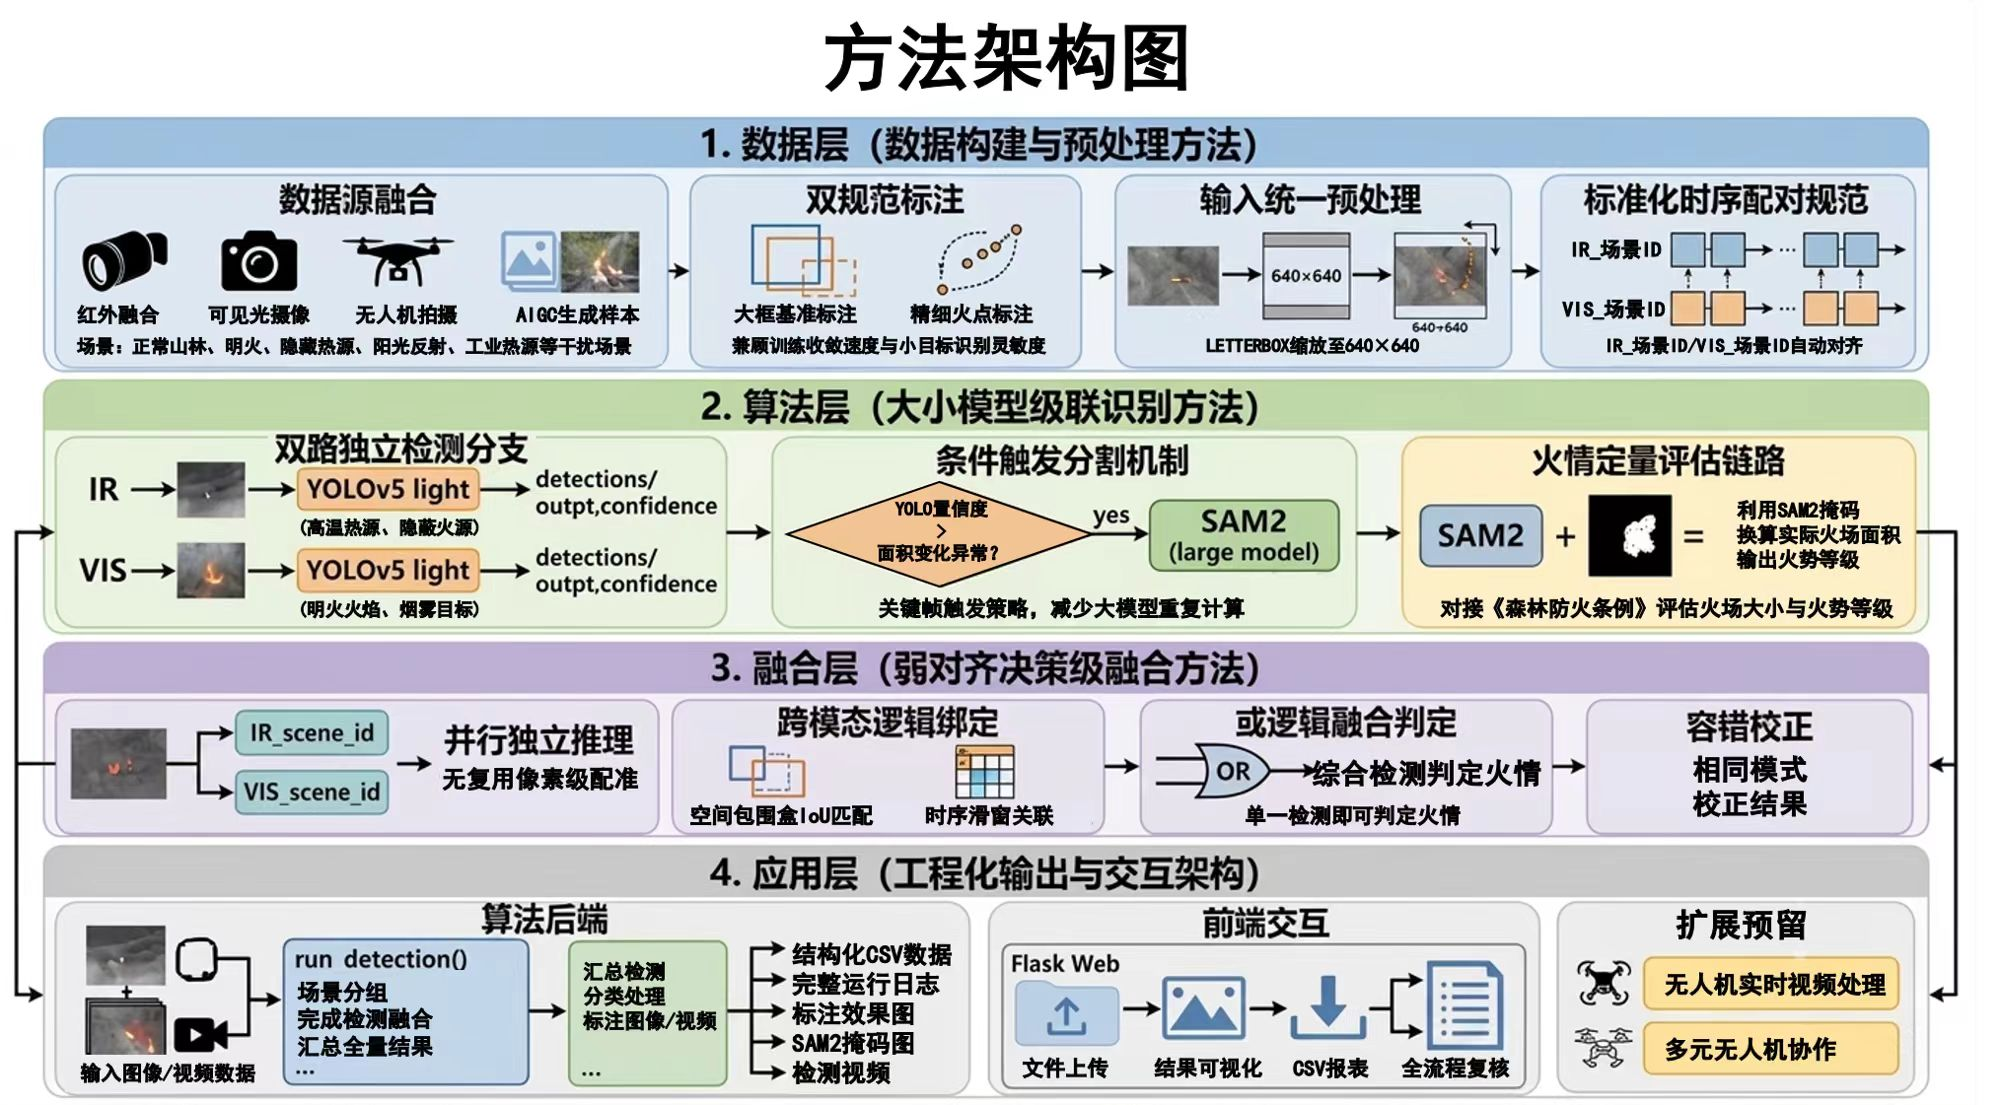 方法架构图
1. 数据层（数据构建与预处理方法）
数据源融合
红外融合
可见光摄像
无人机拍摄
AIGC生成样本
场景：正常山林、明火、隐藏热源、阳光反射、工业热源等干扰场景
双规范标注
大框基准标注
精细火点标注
兼顾训练收敛速度与小目标识别灵敏度
输入统一预处理
640×640
640→640
LETTERBOX缩放至640×640
标准化时序配对规范
IR_场景ID
...
VIS_场景ID
...
IR_场景ID/VIS_场景ID自动对齐
2. 算法层（大小模型级联识别方法）
双路独立检测分支
IR
YOLOv5 light
detections/
outpt,confidence
(高温热源、隐蔽火源)
VIS
YOLOv5 light
detections/
outpt,confidence
(明火火焰、烟雾目标)
条件触发分割机制
YOLO置信度
>
面积变化异常?
yes
SAM2
(large model)
关键帧触发策略，减少大模型重复计算
火情定量评估链路
SAM2
+
=
利用SAM2掩码
换算实际火场面积
输出火势等级
对接《森林防火条例》评估火场大小与火势等级
3. 融合层（弱对齐决策级融合方法）
IR_scene_id
VIS_scene_id
并行独立推理
无复用像素级配准
跨模态逻辑绑定
空间包围盒IoU匹配
时序滑窗关联
或逻辑融合判定
OR
综合检测判定火情
单一检测即可判定火情
容错校正
相同模式
校正结果
4. 应用层（工程化输出与交互架构）
算法后端
+
输入图像/视频数据
run detection()
场景分组
完成检测融合
汇总全量结果
...
汇总检测
分类处理
标注图像/视频
...
结构化CSV数据
完整运行日志
标注效果图
SAM2掩码图
检测视频
前端交互
Flask Web
文件上传
结果可视化
CSV报表
全流程复核
扩展预留
无人机实时视频处理
多元无人机协作